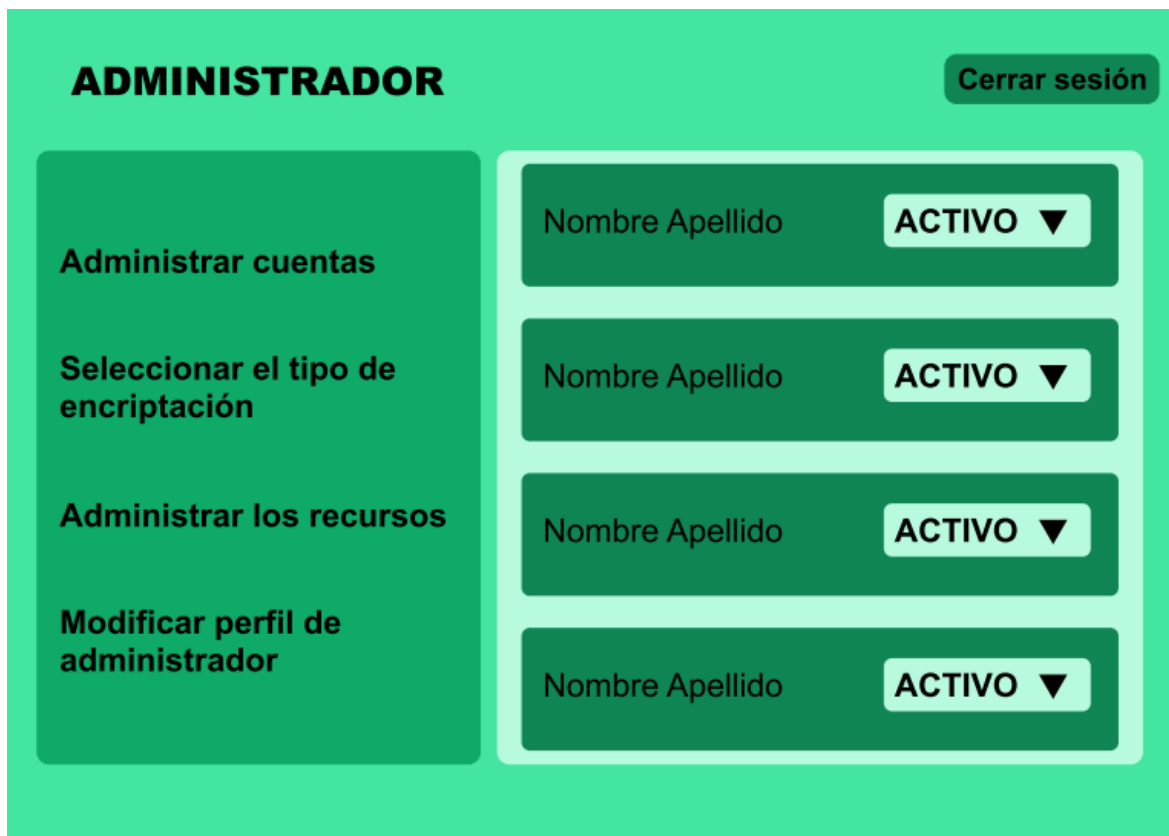 ADMINISTRADOR
Cerrar sesión
Administrar cuentas
Seleccionar el tipo de
encriptación
Administrar los recursos
Modificar perfil de
administrador
Nombre Apellido ACTIVO ▼
Nombre Apellido ACTIVO ▼
Nombre Apellido ACTIVO ▼
Nombre Apellido ACTIVO ▼